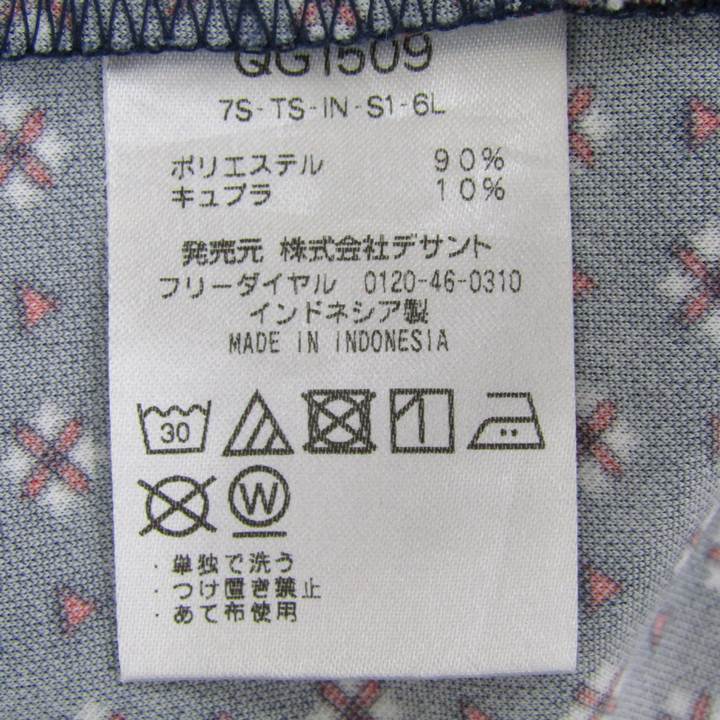 QG1509
7S-TS-IN-S1-6L
ポリエステル 90%
キュプラ 10%
発売元 株式会社デサント
フリーダイヤル 0120-46-0310
インドネシア製
MADE IN INDONESIA
30
W
・単独で洗う
・つけ置き禁止
・あて布使用